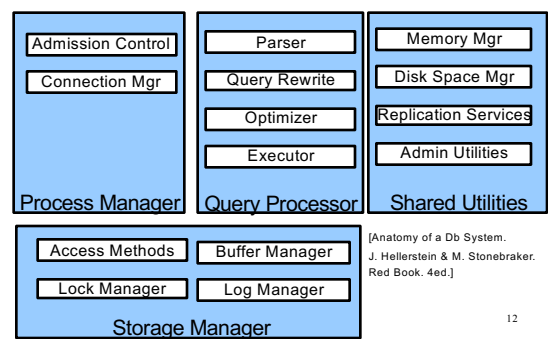 Admission Control
Connection Mgr
Process Manager
Parser
Query Rewrite
Optimizer
Executor
Query Processor
Memory Mgr
Disk Space Mgr
Replication Services
Admin Utilities
Shared Utilities
Access Methods
Buffer Manager
Lock Manager
Log Manager
Storage Manager
[Anatomy of a Db System.
J. Hellerstein & M. Stonebraker.
Red Book. 4ed.]
12